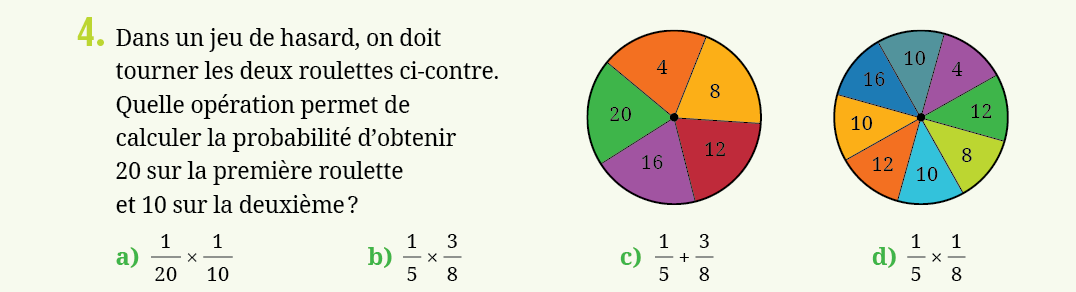 4. Dans un jeu de hasard, on doit
tourner les deux roulettes ci-contre.
Quelle opération permet de
calculer la probabilité d’obtenir
20 sur la première roulette
et 10 sur la deuxième ?
4
8
12
16
20
10
4
12
8
10
12
10
16
a) 1/20 × 1/10
b) 1/5 × 3/8
c) 1/5 + 3/8
d) 1/5 × 1/8